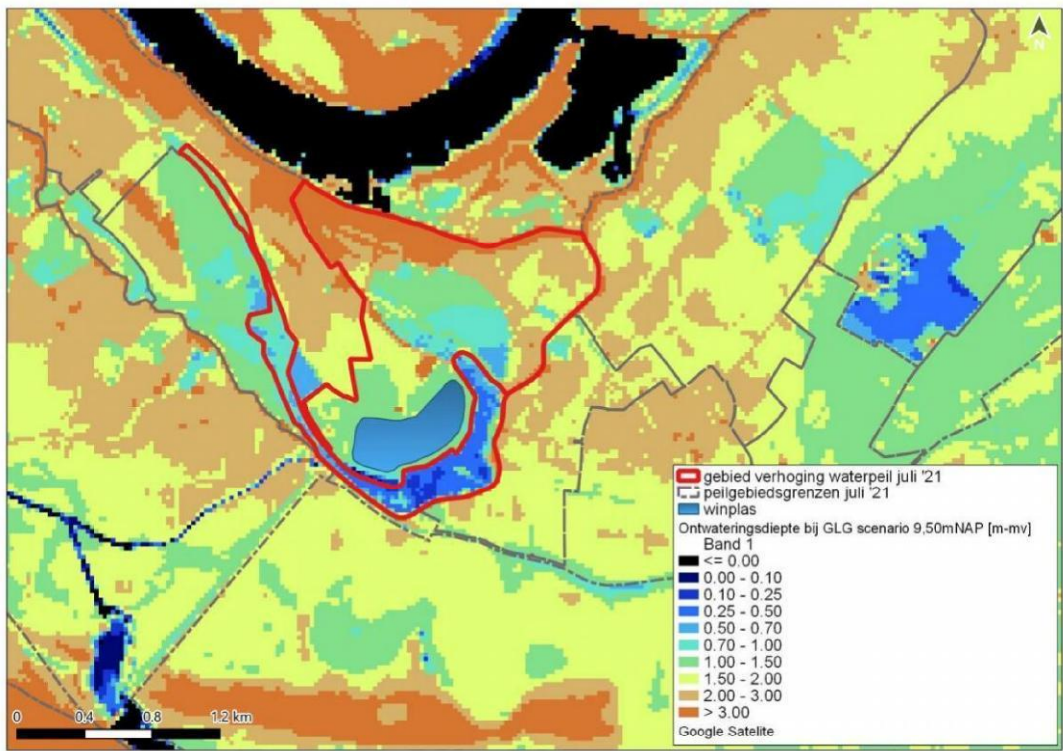 N
gebied verhoging waterpeil juli '21
peilgebiedsgrenzen juli '21
winplas
Ontwateringsdiepte bij GLG scenario 9,50mNAP [m-mv]
Band 1
<= 0.00
0.00 - 0.10
0.10 - 0.25
0.25 - 0.50
0.50 - 0.70
0.70 - 1.00
1.00 - 1.50
1.50 - 2.00
2.00 - 3.00
> 3.00
Google Satelite
0 0.4 0.8 1.2 km